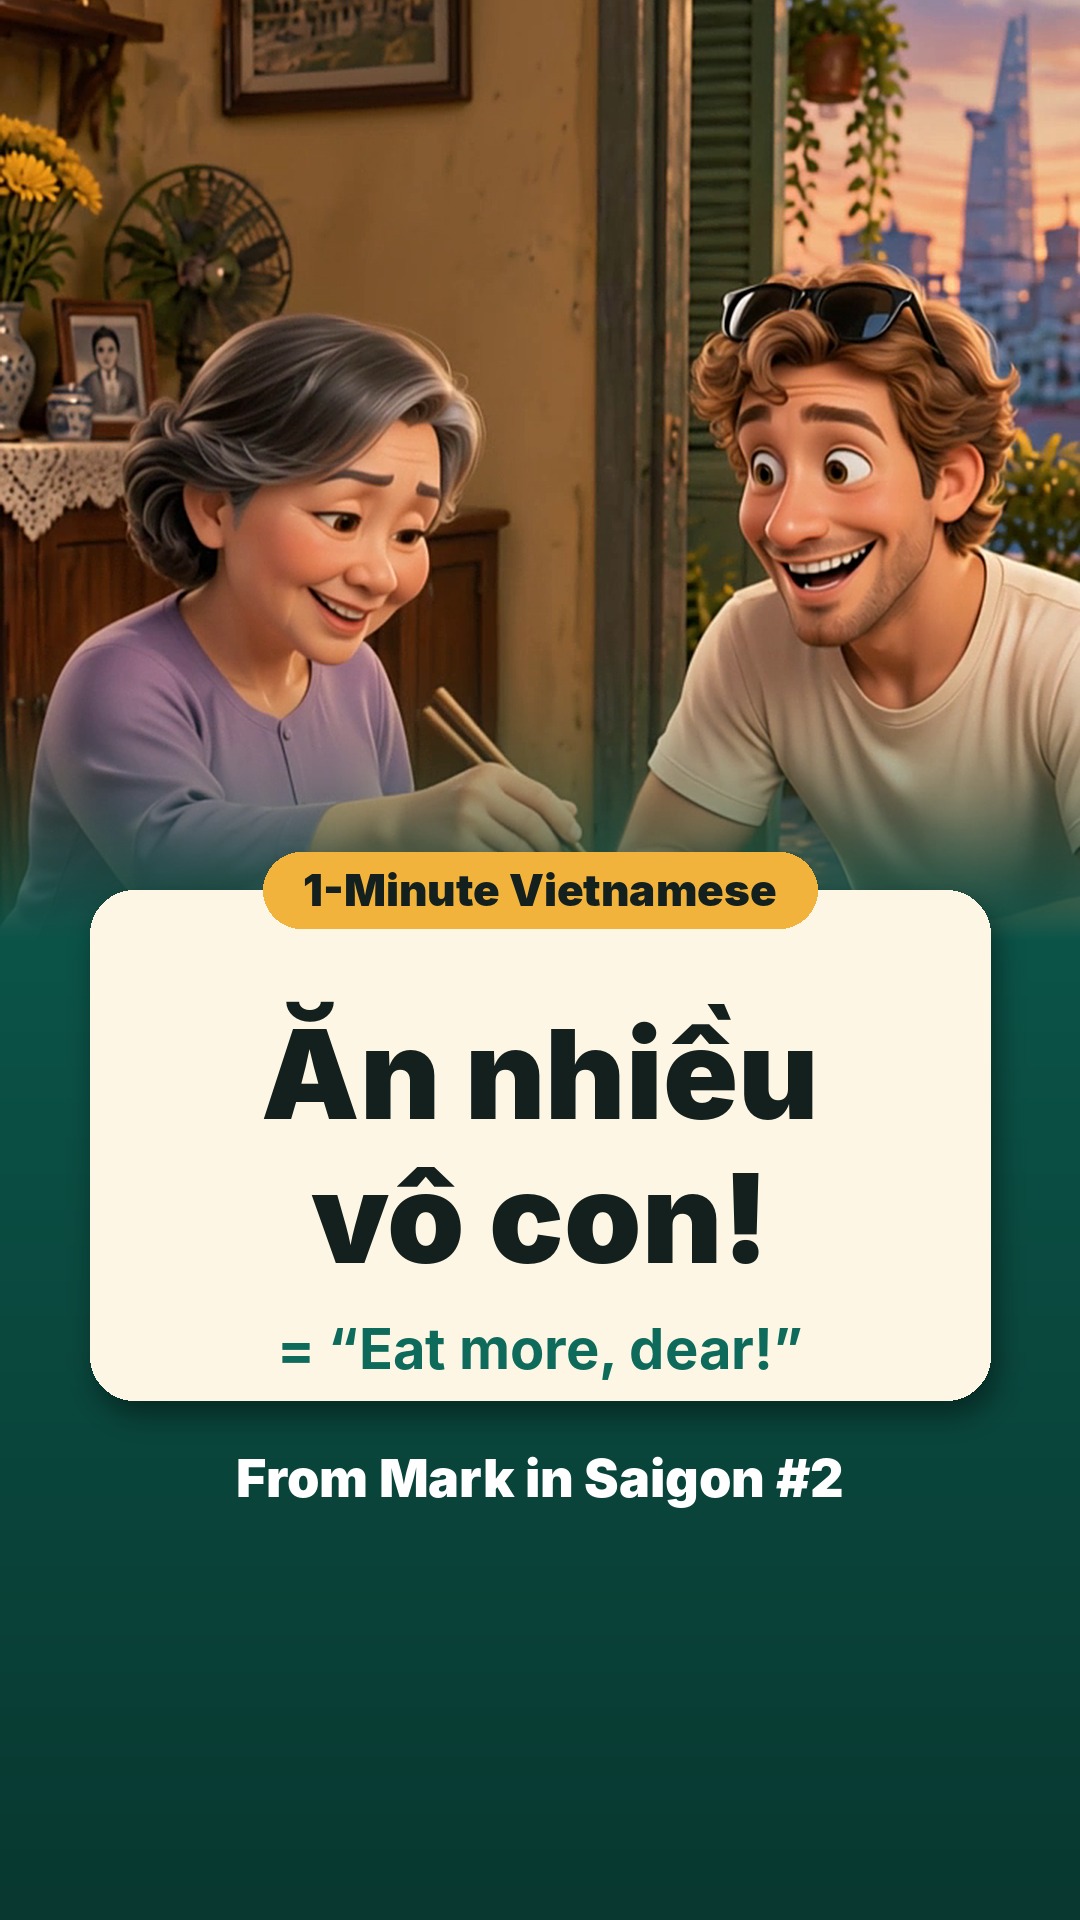 1-Minute Vietnamese
Ăn nhiều
vô con!
= “Eat more, dear!”
From Mark in Saigon #2